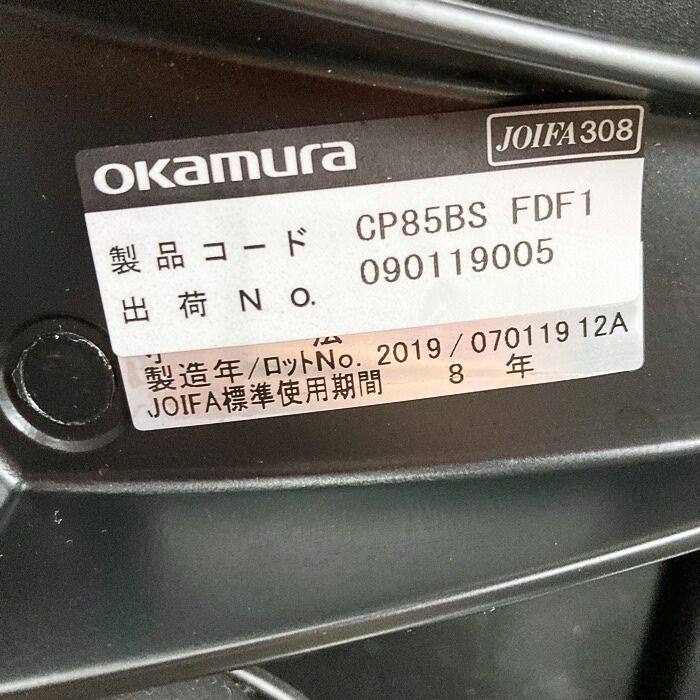 okamura JOIFA308
製品コード CP85BS FDF1
出荷No. 090119005
法
製造年/ロットNo. 2019/07011912A
JOIFA標準使用期間 8年